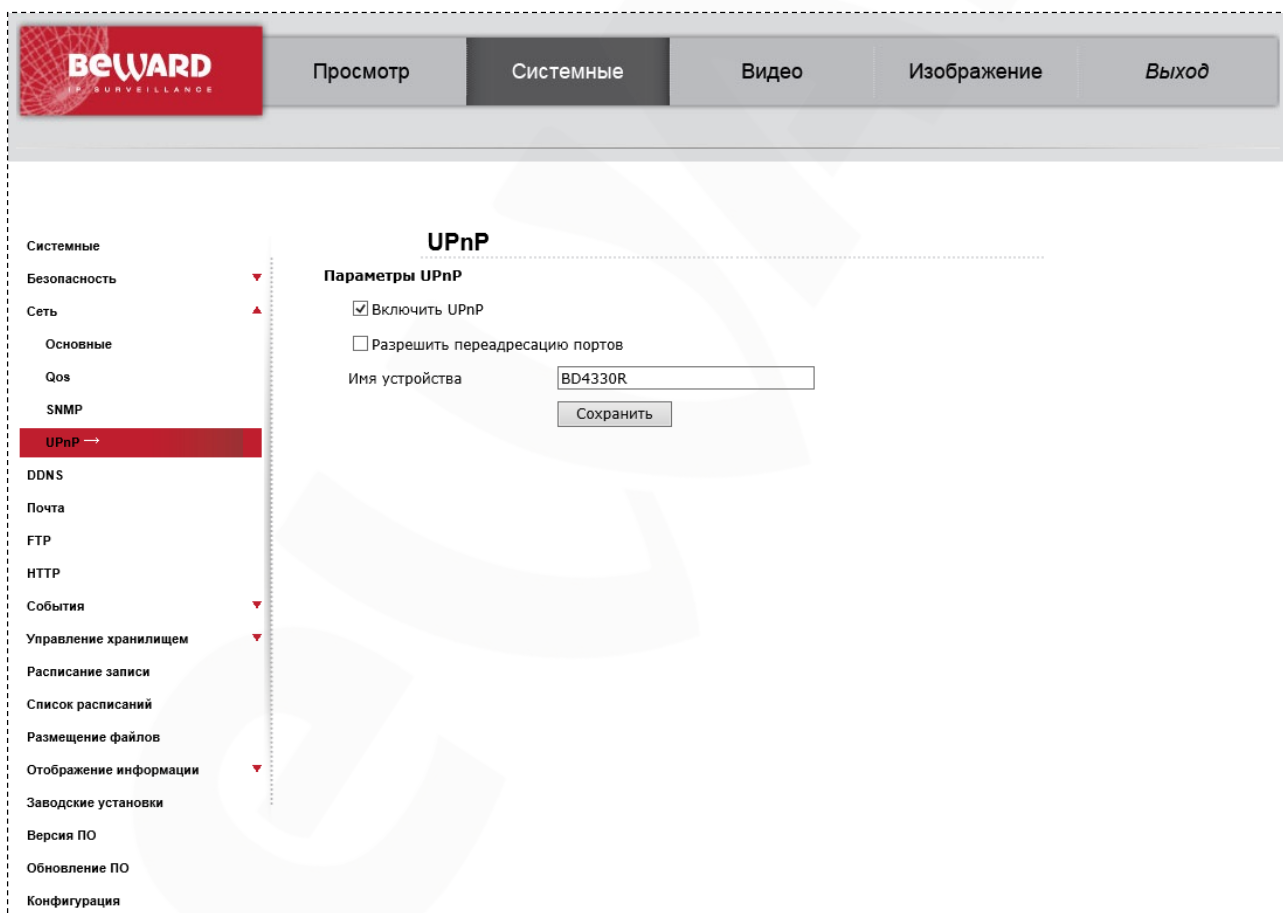 BEWARD
IP SURVEILLANCE
Просмотр
Системные
Видео
Изображение
Выход
Системные
Безопасность
Сеть
Основные
Qos
SNMP
UPnP →
DDNS
Почта
FTP
HTTP
События
Управление хранилищем
Расписание записи
Список расписаний
Размещение файлов
Отображение информации
Заводские установки
Версия ПО
Обновление ПО
Конфигурация
UPnP
Параметры UPnP
Включить UPnP
Разрешить переадресацию портов
Имя устройства BD4330R
Сохранить